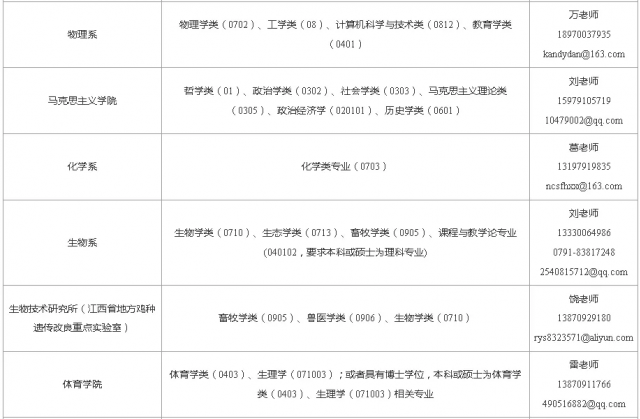 物理系
物理学类（0702）、工学类（08）、计算机科学与技术类（0812）、教育学类
（0401）
万老师
18970037935
kandydan@163.com
马克思主义学院
哲学类（01）、政治学类（0302）、社会学类（0303）、马克思主义理论类
（0305）、政治经济学（020101）、历史学类（0601）
刘老师
15979105719
10479002@qq.com
化学系
化学类专业（0703）
葛老师
13197919835
ncsfhxx@163.com
生物系
生物学类（0710）、生态学类（0713）、畜牧学类（0905）、课程与教学论专业
(040102，要求本科或硕士为理科专业)
刘老师
13330064986
0791-83817248
2540815712@qq.com
生物技术研究所（江西省地方鸡种
遗传改良重点实验室）
畜牧学类（0905）、兽医学类（0906）、生物学类（0710）
饶老师
13870929180
rys8323571@aliyun.com
体育学院
体育学类（0403）、生理学（071003）；或者具有博士学位，本科或硕士为体育学
类（0403）、生理学（071003）相关专业
雷老师
13870911766
490516882@qq.com